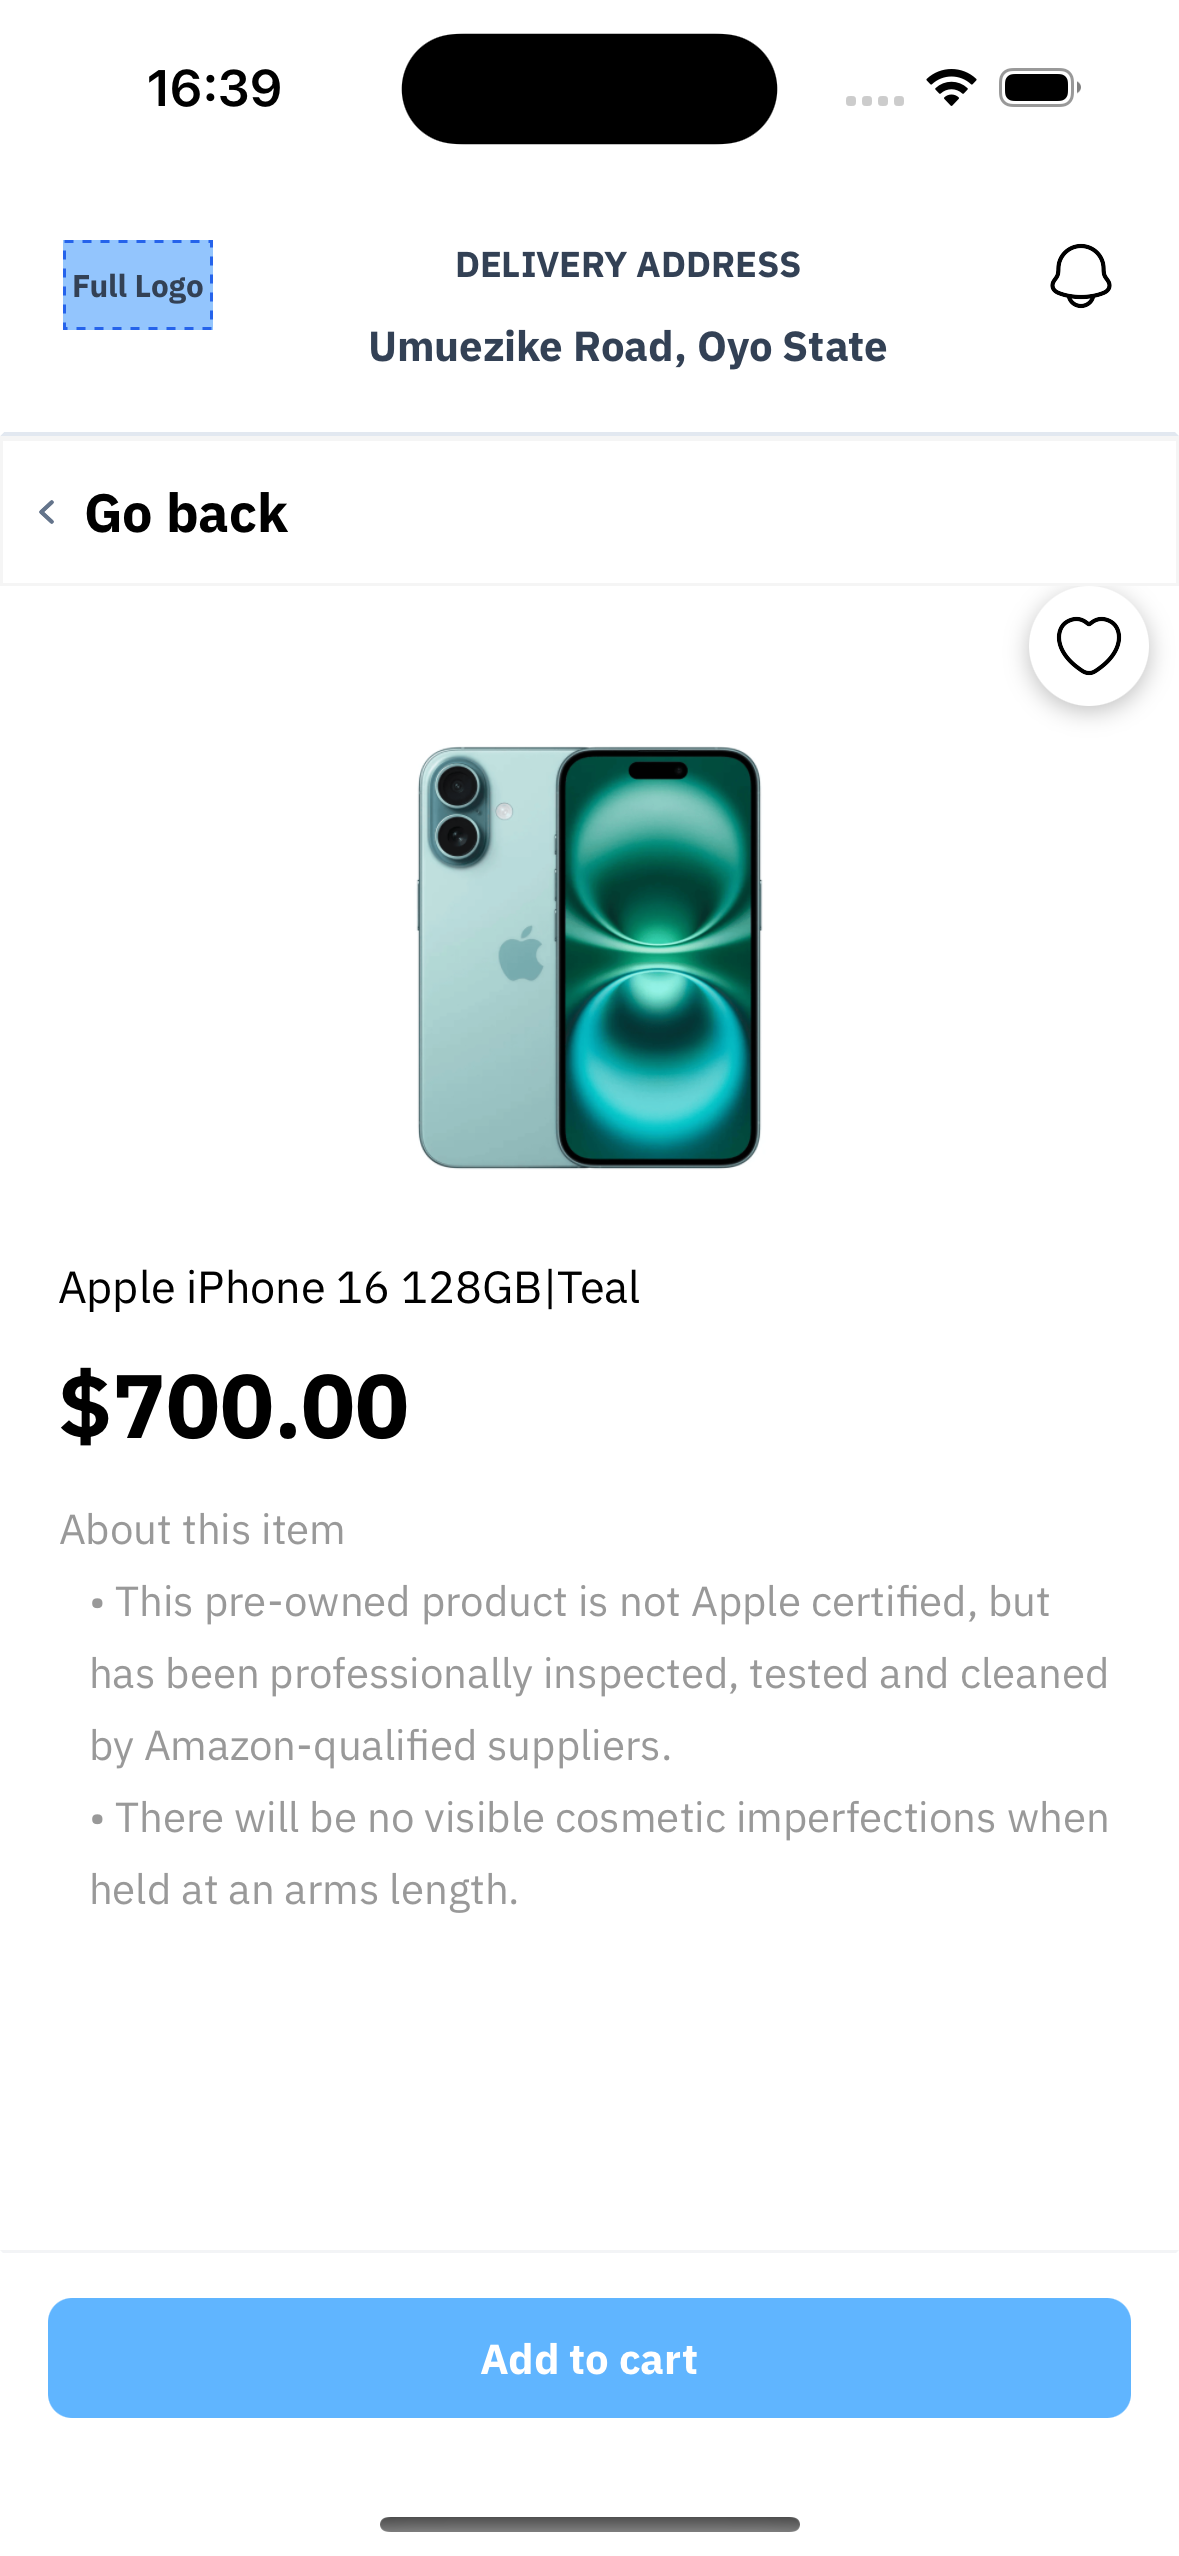 16:39
Full Logo
DELIVERY ADDRESS
Umuezike Road, Oyo State
Go back
Apple iPhone 16 128GB|Teal
$700.00
About this item
• This pre-owned product is not Apple certified, but
has been professionally inspected, tested and cleaned
by Amazon-qualified suppliers.
• There will be no visible cosmetic imperfections when
held at an arms length.
Add to cart